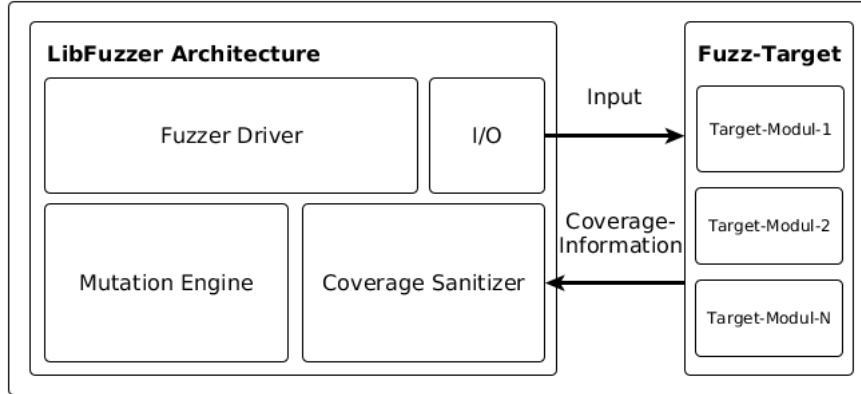 LibFuzzer Architecture
Fuzzer Driver
I/O
Mutation Engine
Coverage Sanitizer
Input
Coverage-
Information
Fuzz-Target
Target-Modul-1
Target-Modul-2
Target-Modul-N